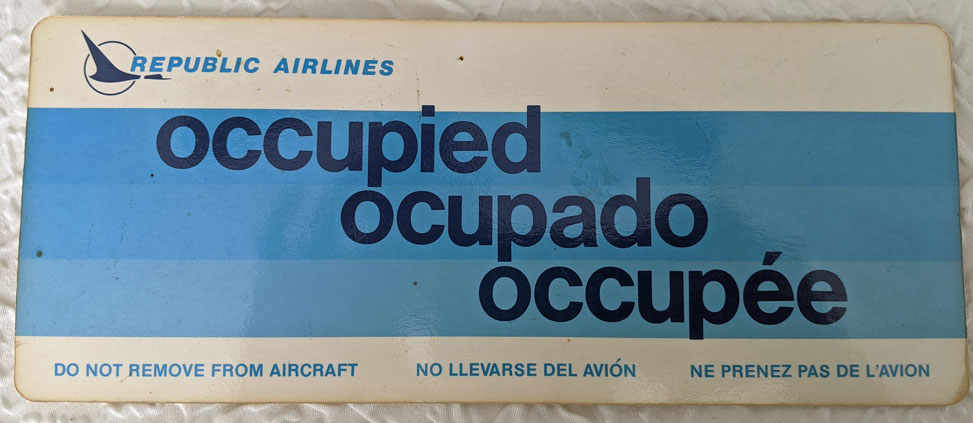 REPUBLIC AIRLINES
occupied
ocupado
occupée
DO NOT REMOVE FROM AIRCRAFT NO LLEVARSE DEL AVIÓN NE PRENEZ PAS DE L'AVION